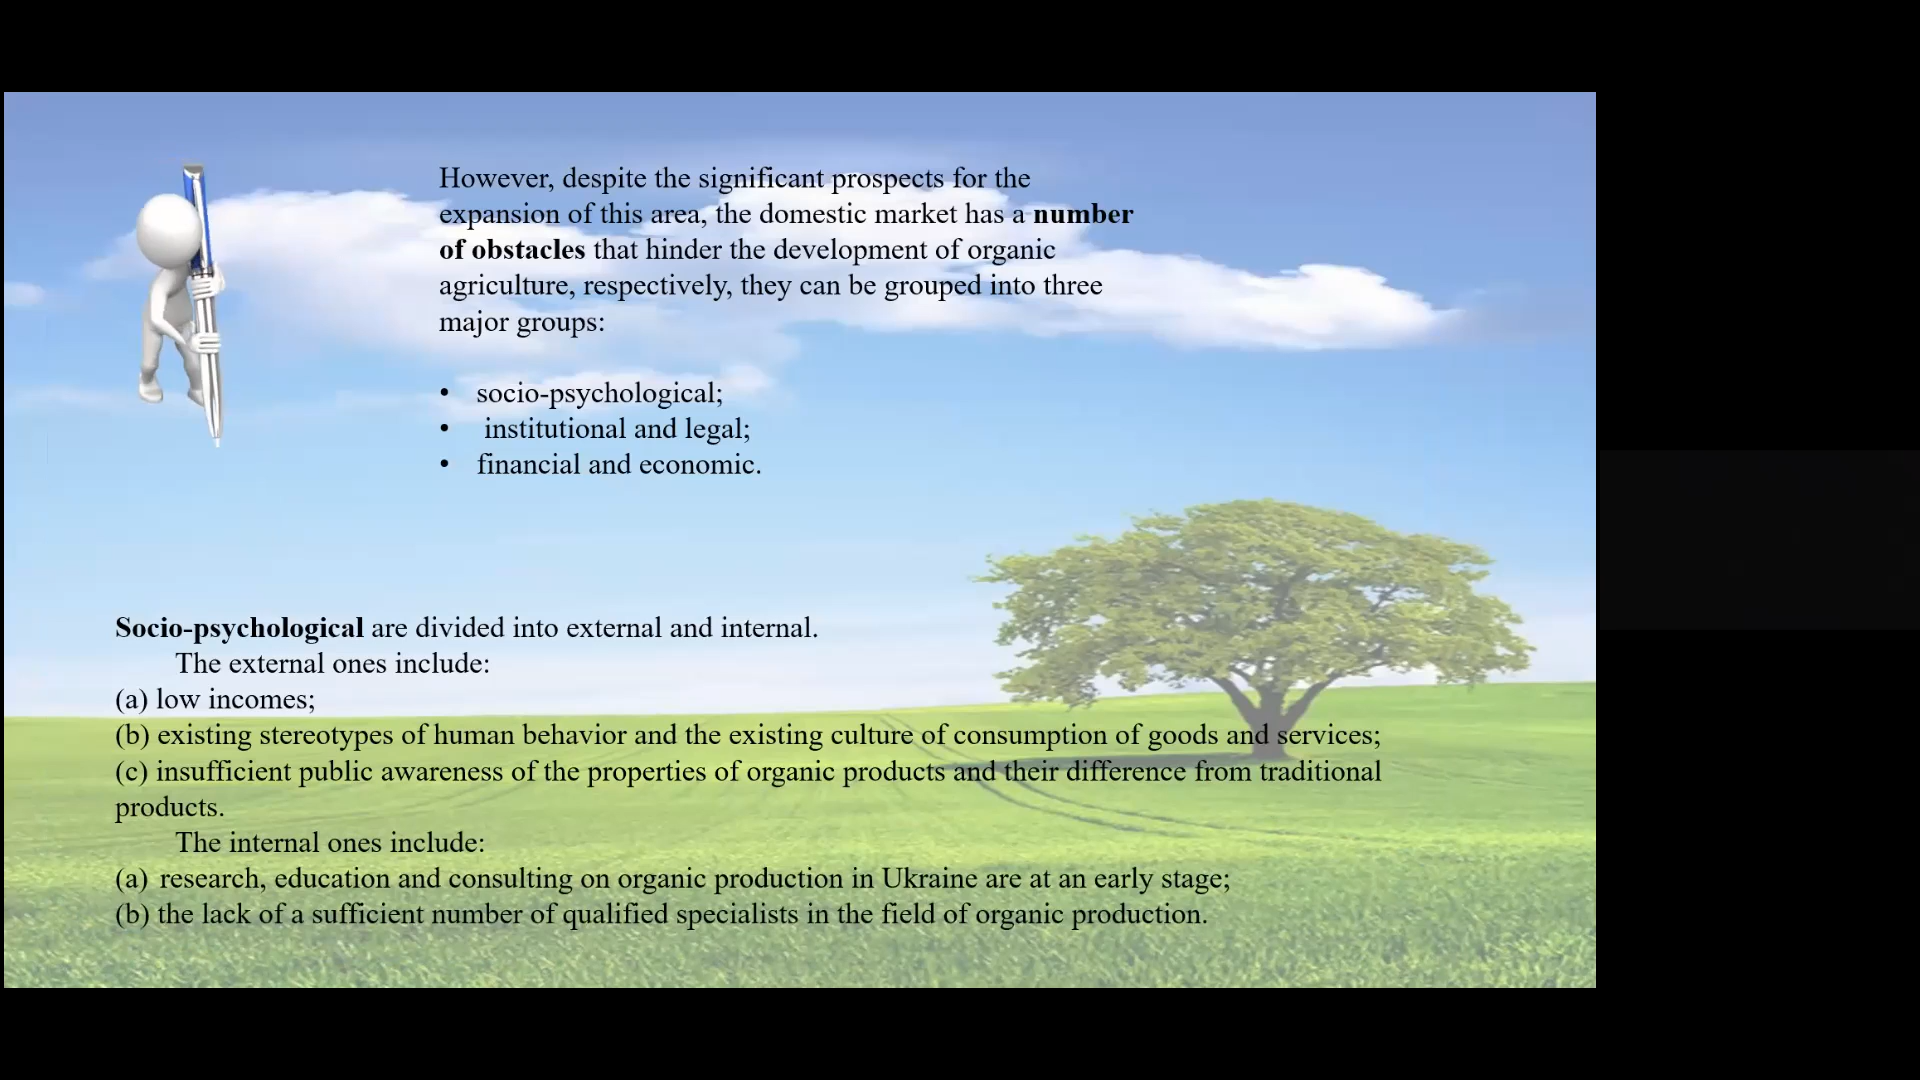 However, despite the significant prospects for the
expansion of this area, the domestic market has a number
of obstacles that hinder the development of organic
agriculture, respectively, they can be grouped into three
major groups:
• socio-psychological;
• institutional and legal;
• financial and economic.
Socio-psychological are divided into external and internal.
The external ones include:
(a) low incomes;
(b) existing stereotypes of human behavior and the existing culture of consumption of goods and services;
(c) insufficient public awareness of the properties of organic products and their difference from traditional
products.
The internal ones include:
(a) research, education and consulting on organic production in Ukraine are at an early stage;
(b) the lack of a sufficient number of qualified specialists in the field of organic production.